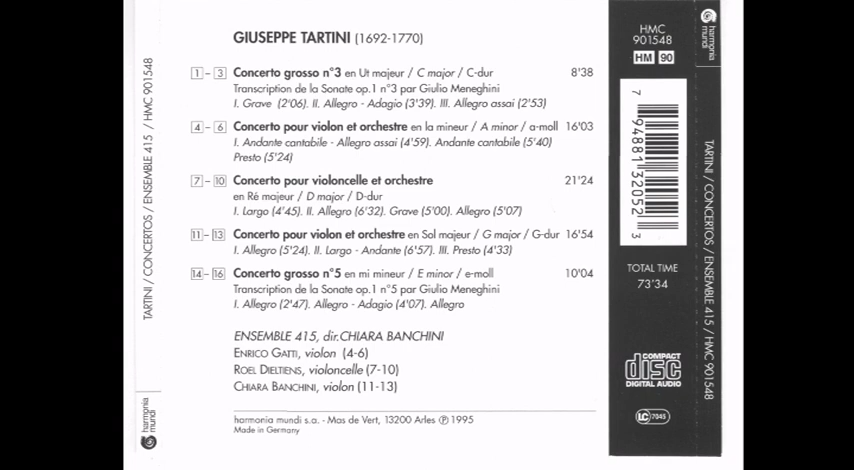 TARTINI / CONCERTOS / ENSEMBLE 415 / HMC 901548
harmonia mundi
GIUSEPPE TARTINI (1692-1770)
1 – 3 Concerto grosso n°3 en Ut majeur / C major / C-dur 8'38
Transcription de la Sonate op.1 n°3 par Giulio Meneghini
I. Grave (2'06). II. Allegro - Adagio (3'39). III. Allegro assai (2'53)
4 – 6 Concerto pour violon et orchestre en la mineur / A minor / a-moll 16'03
I. Andante cantabile - Allegro assai (4'59). Andante cantabile (5'40)
Presto (5'24)
7 – 10 Concerto pour violoncelle et orchestre 21'24
en Ré majeur / D major / D-dur
I. Largo (4'45). II. Allegro (6'32). Grave (5'00). Allegro (5'07)
11 – 13 Concerto pour violon et orchestre en Sol majeur / G major / G-dur 16'54
I. Allegro (5'24). II. Largo - Andante (6'57). III. Presto (4'33)
14 – 16 Concerto grosso n°5 en mi mineur / E minor / e-moll 10'04
Transcription de la Sonate op.1 n°5 par Giulio Meneghini
I. Allegro (2'47). Allegro - Adagio (4'07). Allegro
ENSEMBLE 415, dir.CHIARA BANCHINI
ENRICO GATTI, violon (4-6)
ROEL DIELTIENS, violoncelle (7-10)
CHIARA BANCHINI, violon (11-13)
harmonia mundi s.a. - Mas de Vert, 13200 Arles ℗ 1995
Made in Germany
HMC
901548
HM 90
7 94881 32052 3
TOTAL TIME
73'34
COMPACT
disc
DIGITAL AUDIO
LC 7045
harmonia mundi
TARTINI / CONCERTOS / ENSEMBLE 415 / HMC 901548